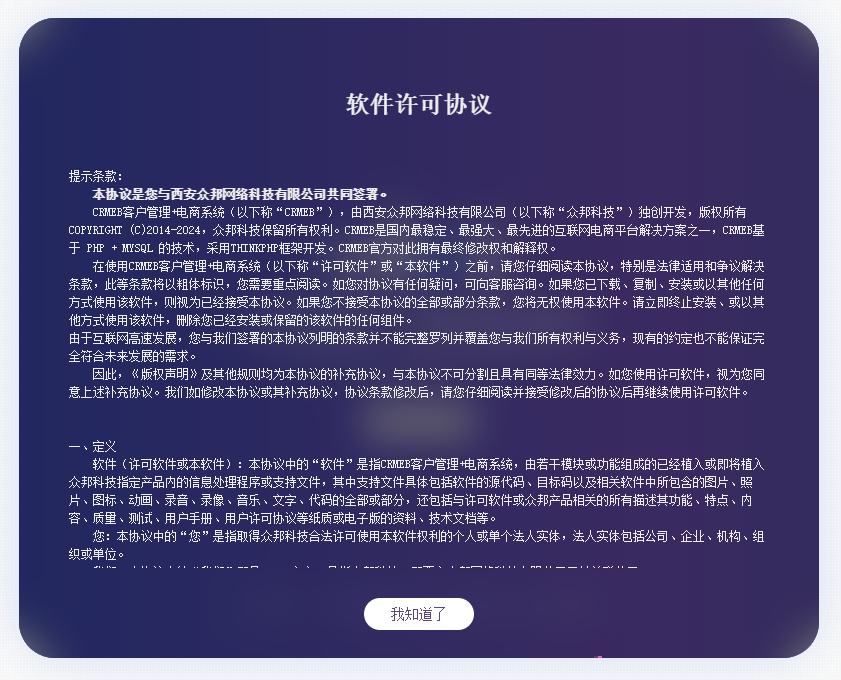 软件许可协议
提示条款:
本协议是您与西安众邦网络科技有限公司共同签署。
CRMEB客户管理+电商系统（以下称“CRMEB”），由西安众邦网络科技有限公司（以下称“众邦科技”）独创开发，版权所有
COPYRIGHT (C)2014-2024，众邦科技保留所有权利。CRMEB是国内最稳定、最强大、最先进的互联网电商平台解决方案之一，CRMEB基
于 PHP + MYSQL 的技术，采用THINKPHP框架开发。CRMEB官方对此拥有最终修改权和解释权。
在使用CRMEB客户管理+电商系统（以下称“许可软件”或“本软件”）之前，请您仔细阅读本协议，特别是法律适用和争议解决
条款，此等条款将以粗体标识，您需要重点阅读。如您对协议有任何疑问，可向客服咨询。如果您已下载、复制、安装或以其他任何
方式使用该软件，则视为已经接受本协议。如果您不接受本协议的全部或部分条款，您将无权使用本软件。请立即终止安装、或以其
他方式使用该软件，删除您已经安装或保留的该软件的任何组件。
由于互联网高速发展，您与我们签署的本协议列明的条款并不能完整罗列并覆盖您与我们所有权利与义务，现有的约定也不能保证完
全符合未来发展的需求。
因此，《版权声明》及其他规则均为本协议的补充协议，与本协议不可分割且具有同等法律效力。如您使用许可软件，视为您同
意上述补充协议。我们如修改本协议或其补充协议，协议条款修改后，请您仔细阅读并接受修改后的协议后再继续使用许可软件。
一、定义
软件（许可软件或本软件）: 本协议中的“软件”是指CRMEB客户管理+电商系统，由若干模块或功能组成的已经植入或即将植入
众邦科技指定产品内的信息处理程序或支持文件，其中支持文件具体包括软件的源代码、目标码以及相关软件中所包含的图片、照
片、图标、动画、录音、录像、音乐、文字、代码的全部或部分，还包括与许可软件或众邦产品相关的所有描述其功能、特点、内
容、质量、测试、用户手册、用户许可协议等纸质或电子版的资料、技术文档等。
您: 本协议中的“您”是指取得众邦科技合法许可使用本软件权利的个人或单个法人实体，法人实体包括公司、企业、机构、组
织或单位。
我知道了